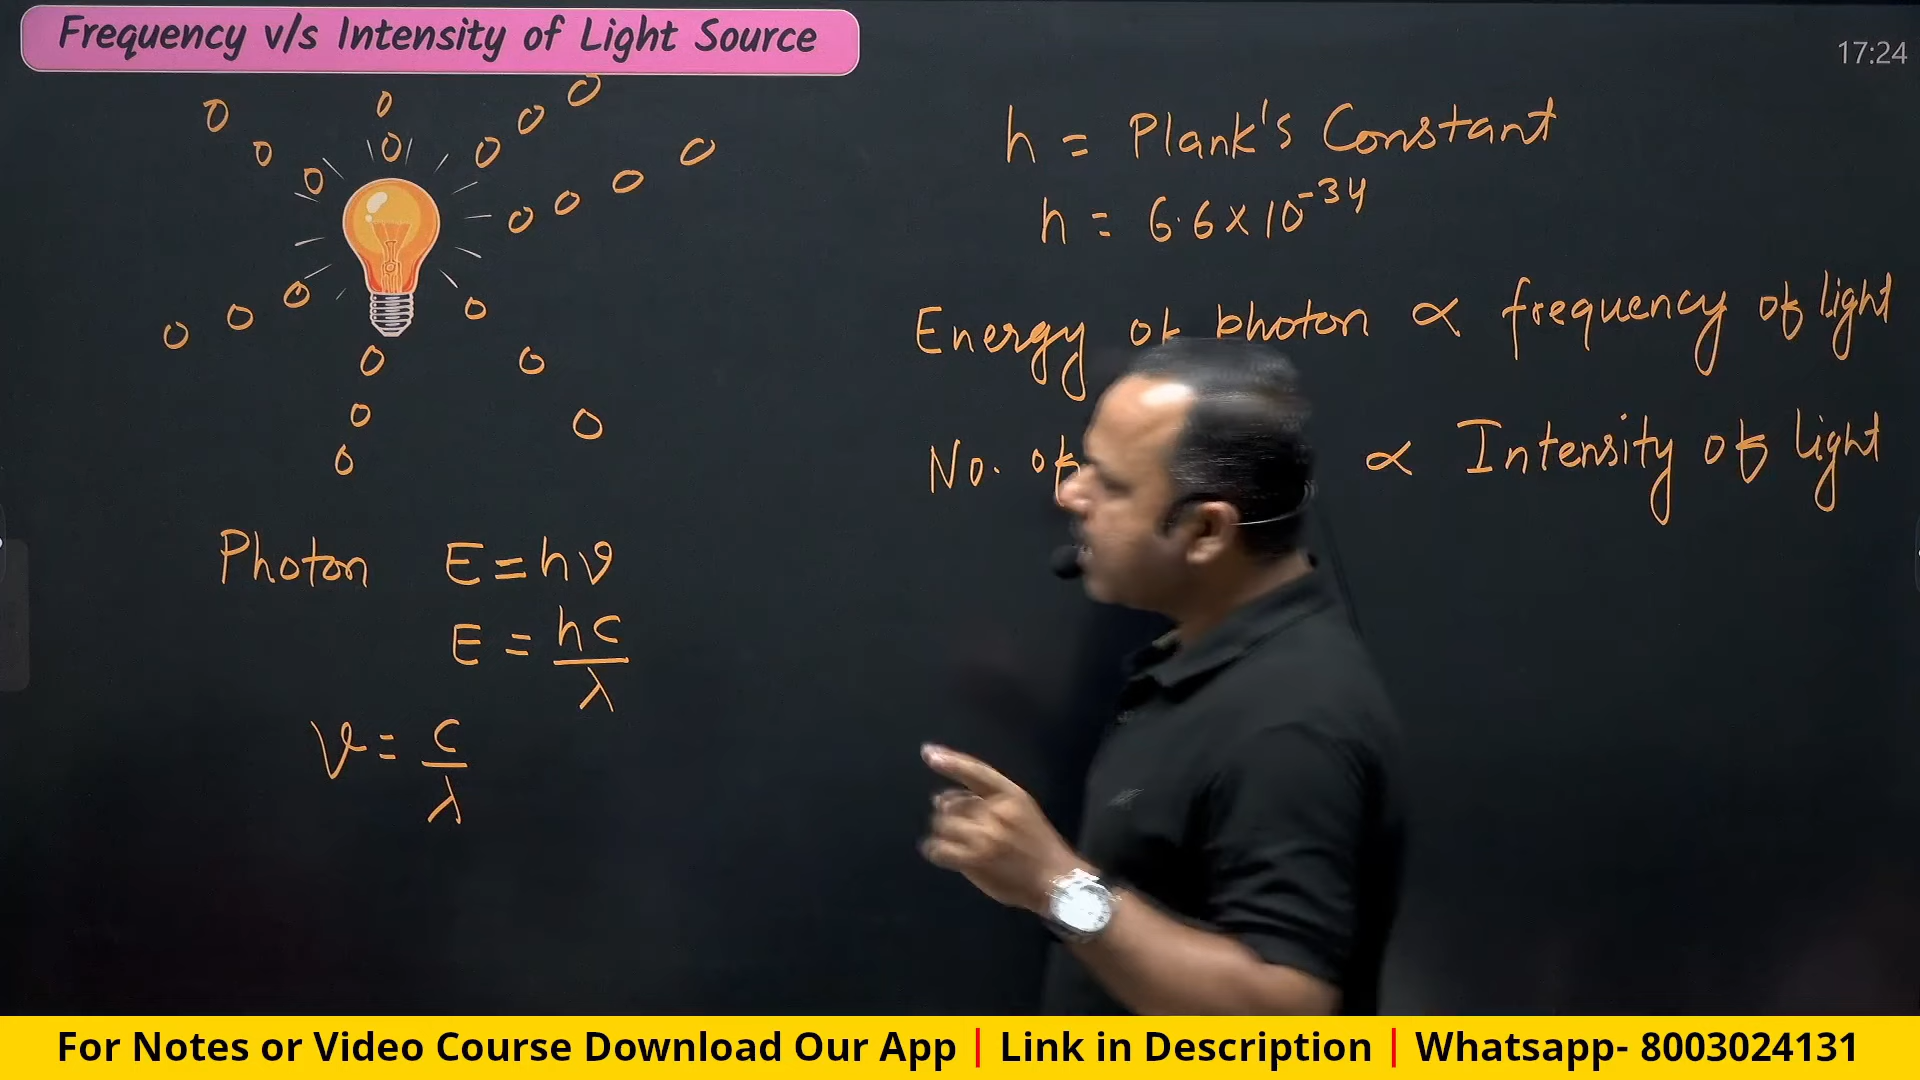 Frequency v/s Intensity of Light Source
17:24
h = Plank's Constant
h = 6.6x10⁻³⁴
Energy of photon ∝ frequency of light
No. of ∝ Intensity of light
Photon E = hν
E = hc/λ
ν = c/λ
For Notes or Video Course Download Our App | Link in Description | Whatsapp- 8003024131